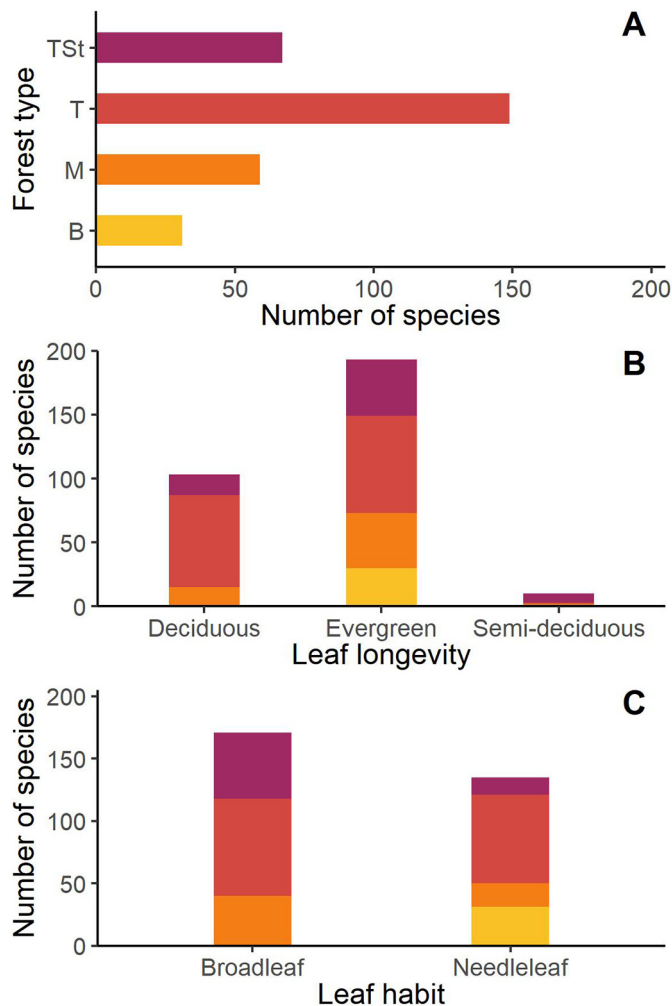 A
TSt
T
M
B
Forest type
0 50 100 150 200
Number of species
B
200
150
100
50
0
Number of species
Deciduous Evergreen Semi-deciduous
Leaf longevity
C
200
150
100
50
0
Number of species
Broadleaf Needleleaf
Leaf habit